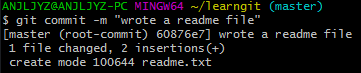 ANJLJYZ@ANJLJYZ-PC MINGW64 ~/learngit (master)
$ git commit -m "wrote a readme file"
[master (root-commit) 60876e7] wrote a readme file
1 file changed, 2 insertions(+)
create mode 100644 readme.txt